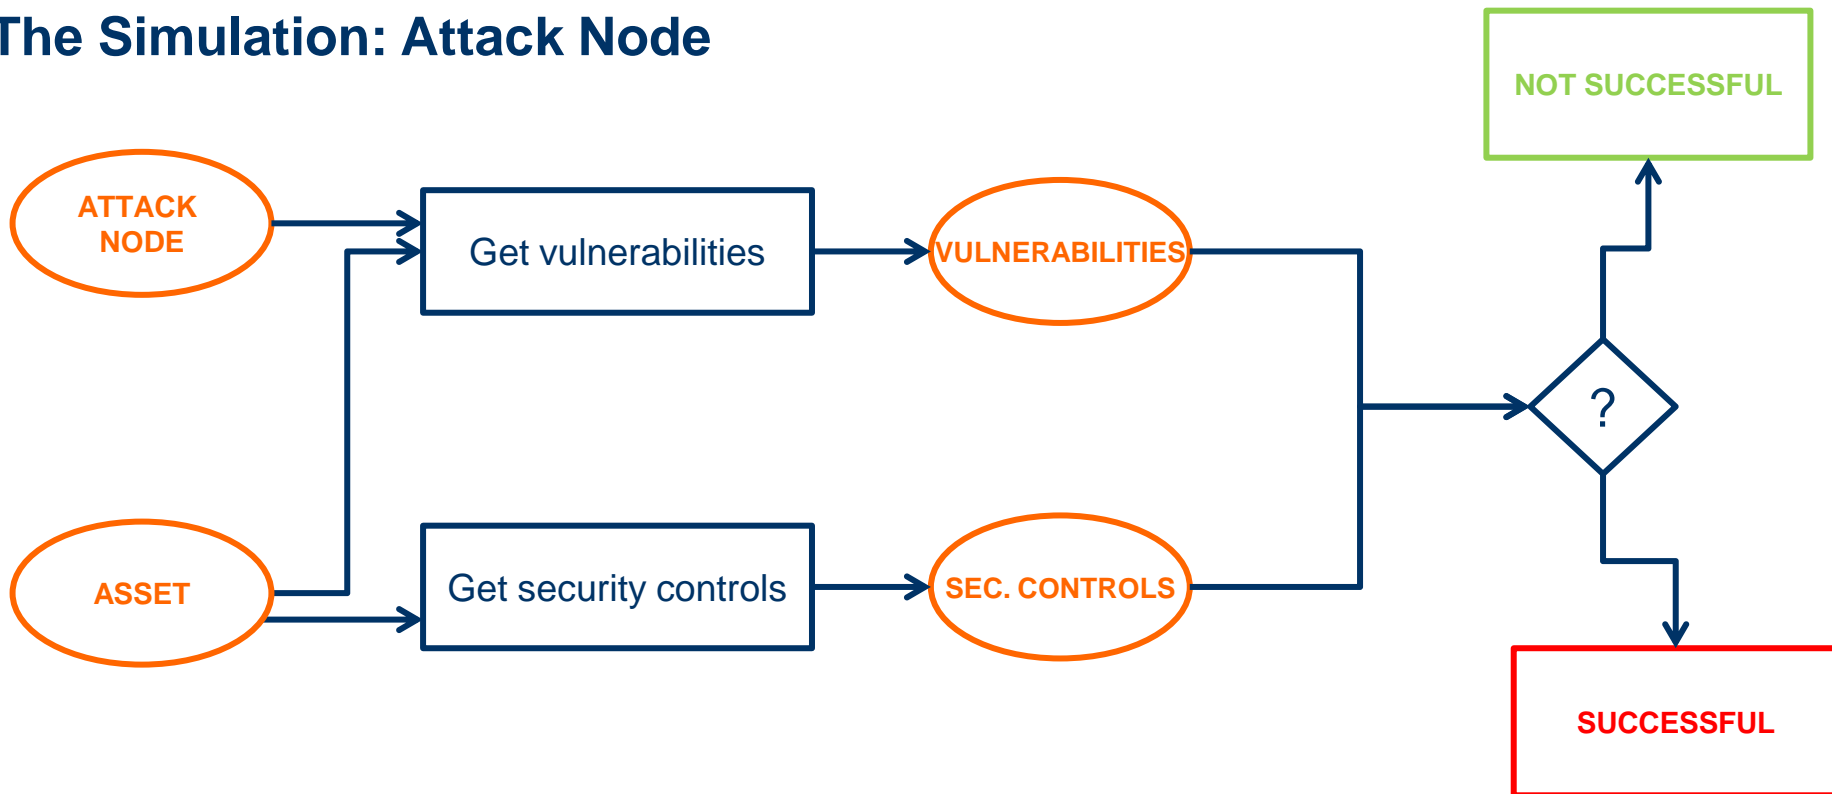 The Simulation: Attack Node
NOT SUCCESSFUL
ATTACK
NODE
Get vulnerabilities
VULNERABILITIES
?
ASSET
Get security controls
SEC. CONTROLS
SUCCESSFUL